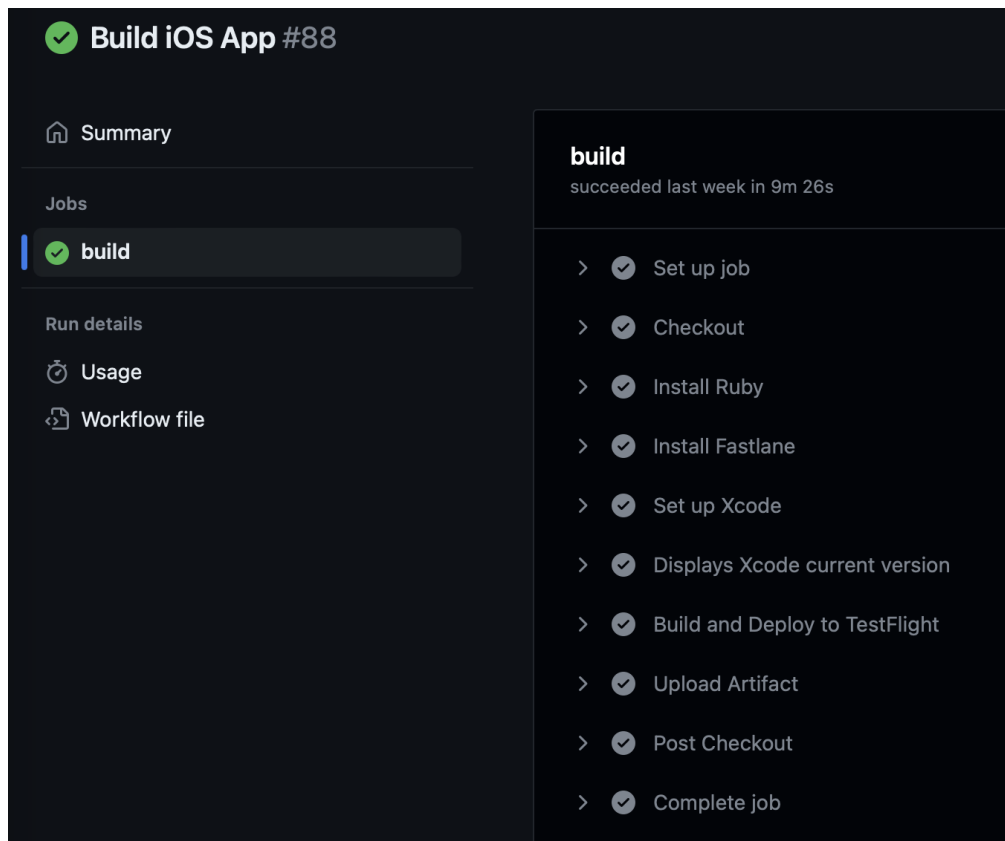 Build iOS App #88
Summary
Jobs
build
Run details
Usage
Workflow file
build
succeeded last week in 9m 26s
Set up job
Checkout
Install Ruby
Install Fastlane
Set up Xcode
Displays Xcode current version
Build and Deploy to TestFlight
Upload Artifact
Post Checkout
Complete job